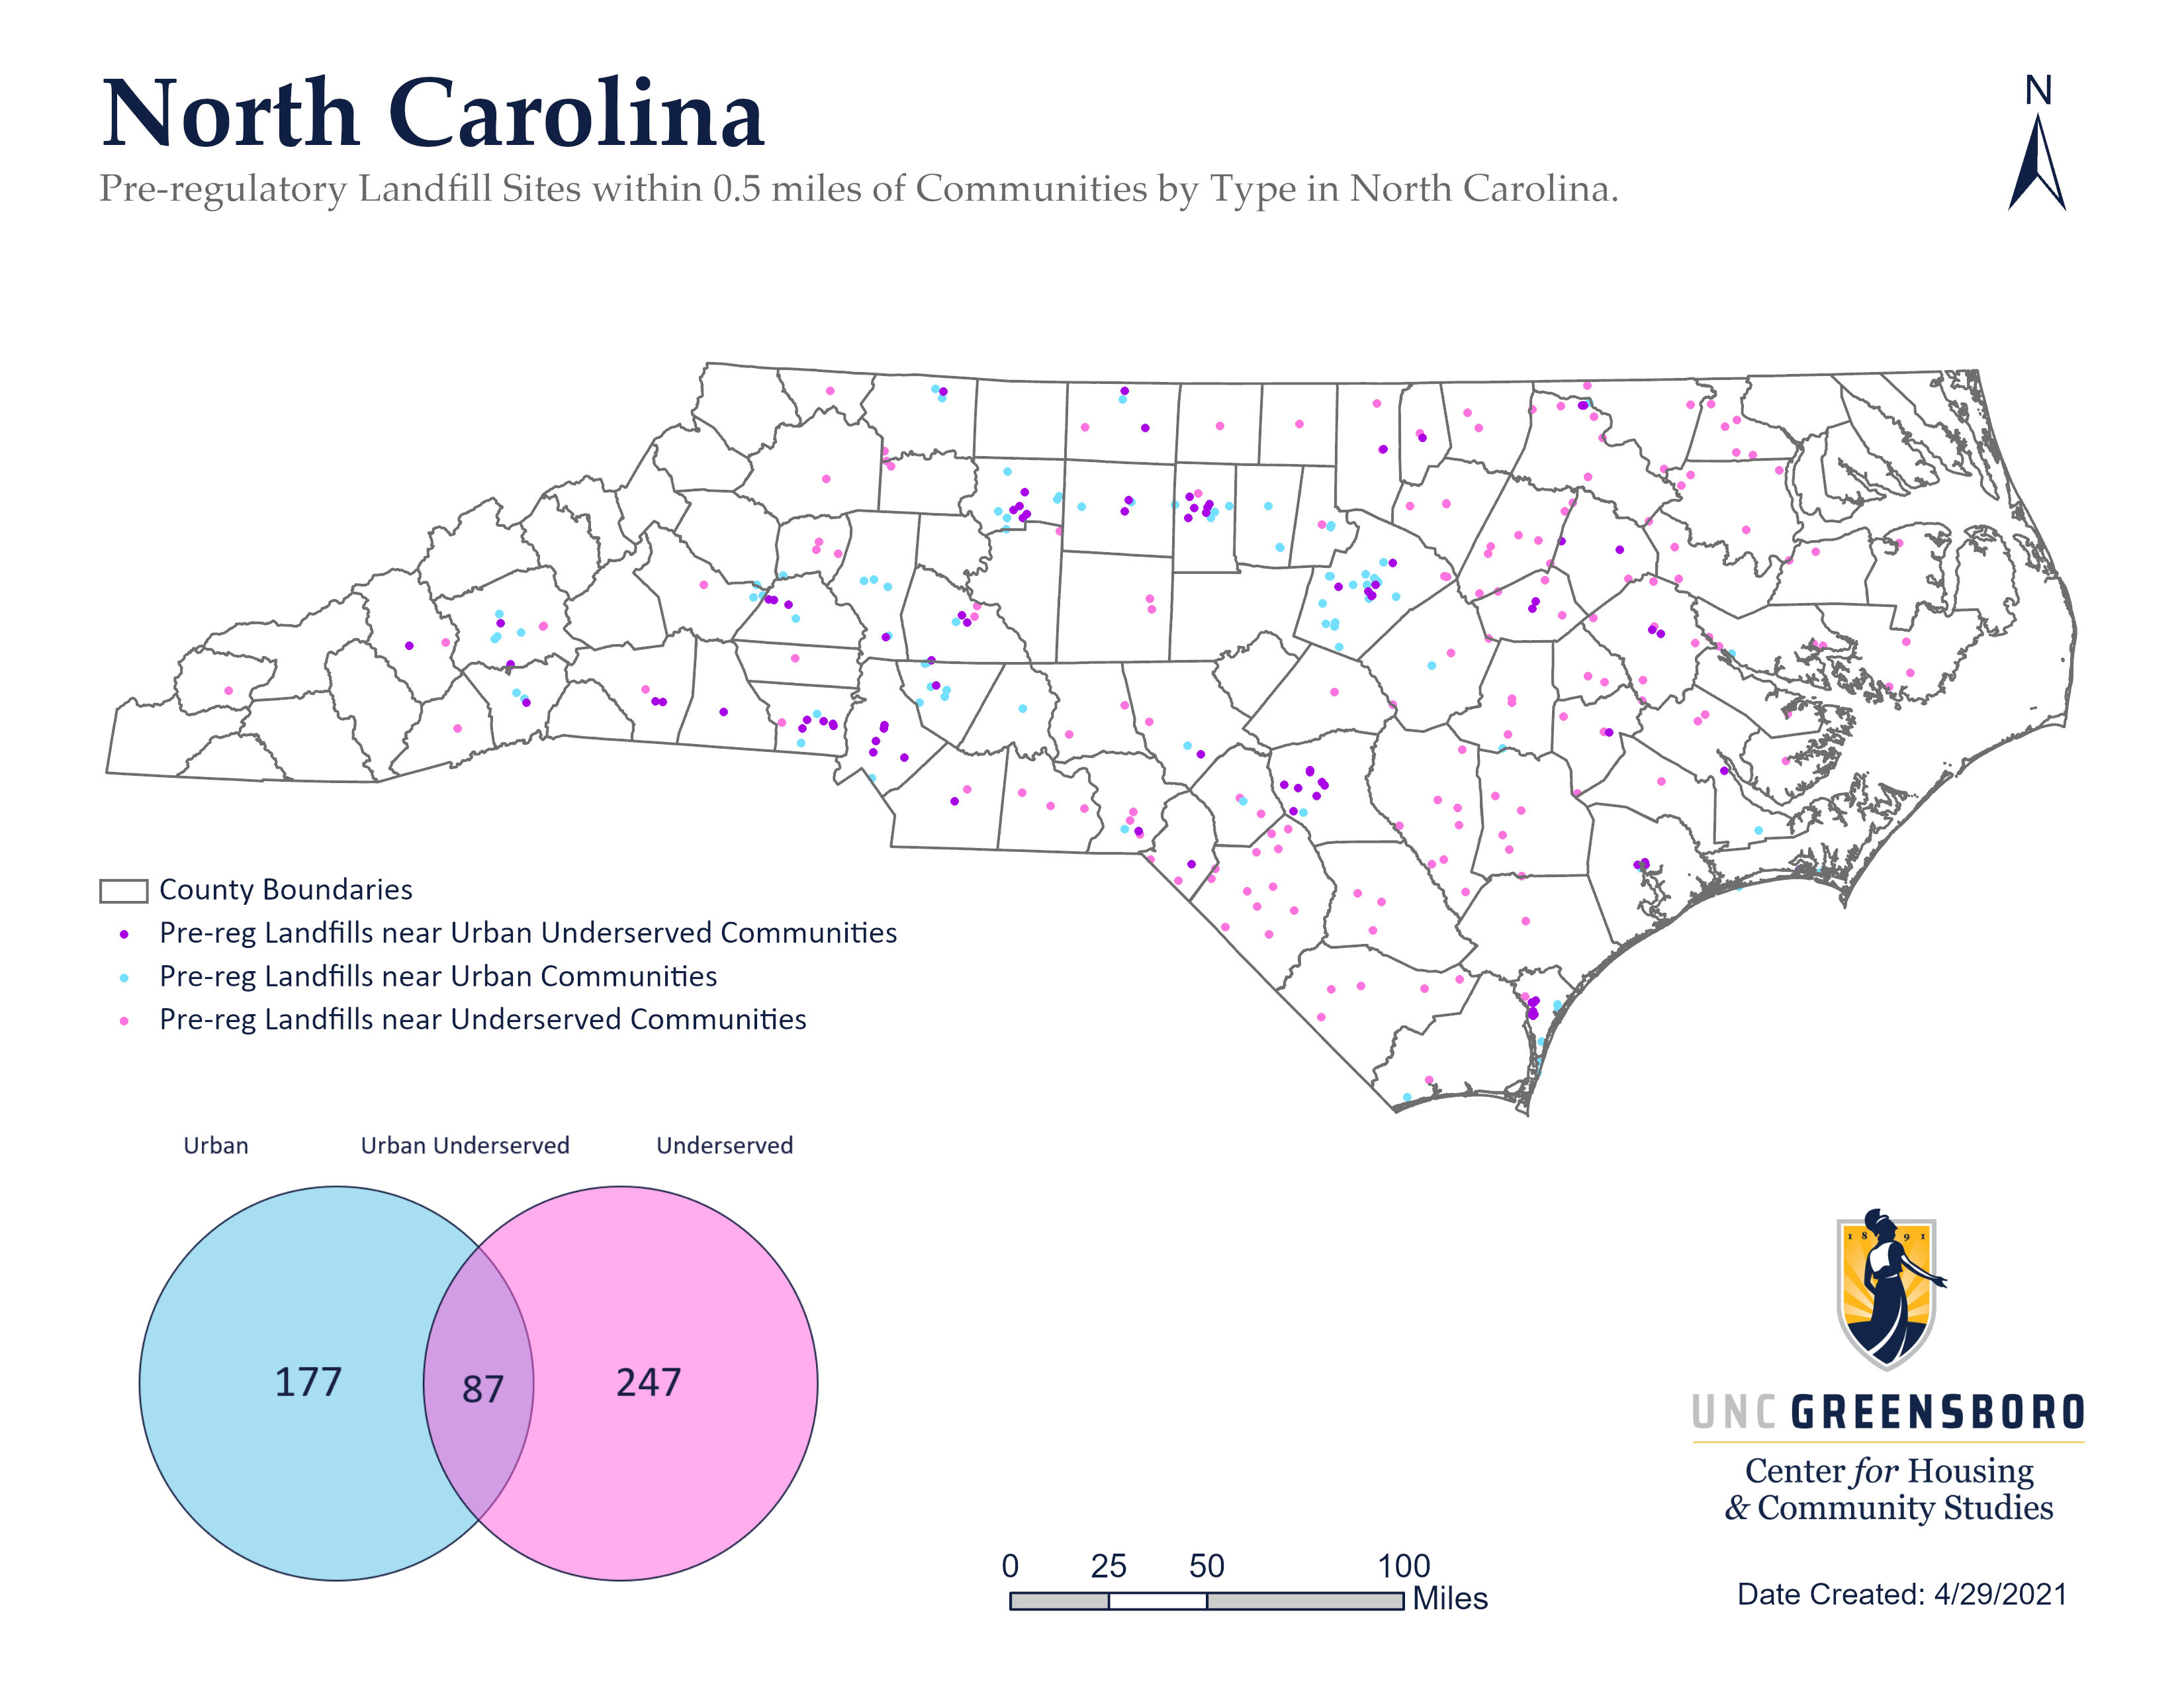 North Carolina
Pre-regulatory Landfill Sites within 0.5 miles of Communities by Type in North Carolina.
N
County Boundaries
Pre-reg Landfills near Urban Underserved Communities
Pre-reg Landfills near Urban Communities
Pre-reg Landfills near Underserved Communities
Urban Urban Underserved Underserved
177 87 247
1891
UNC GREENSBORO
Center for Housing
& Community Studies
0 25 50 100
Miles
Date Created: 4/29/2021